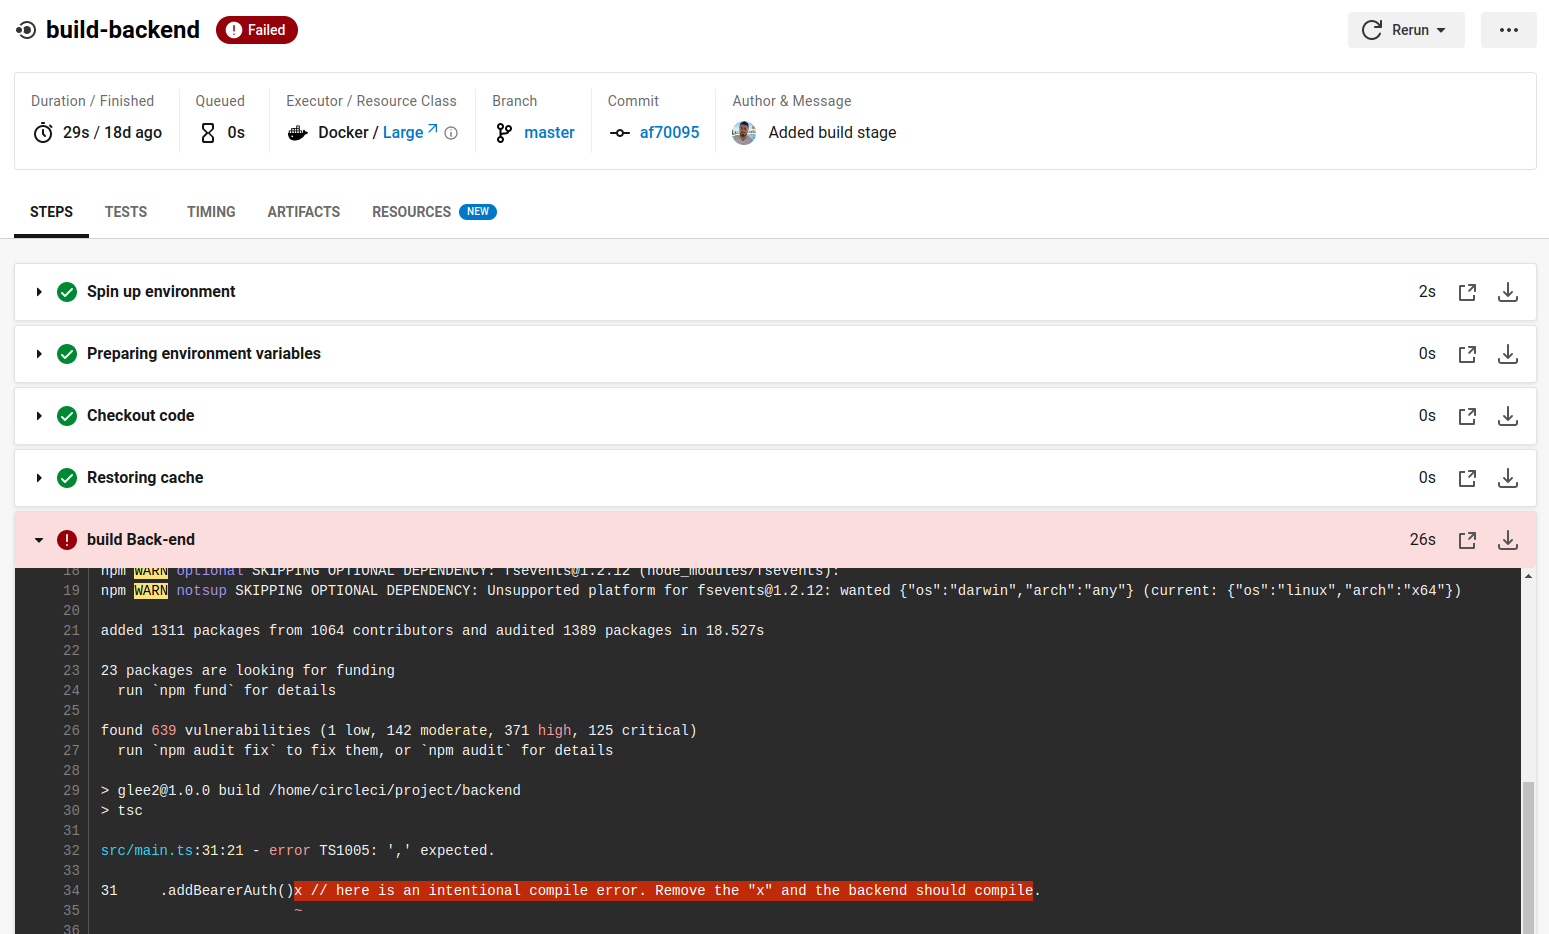 build-backend
Failed
Rerun
Duration / Finished
29s / 18d ago
Queued
0s
Executor / Resource Class
Docker / Large
Branch
master
Commit
af70095
Author & Message
Added build stage
STEPS TESTS TIMING ARTIFACTS RESOURCES NEW
Spin up environment 2s
Preparing environment variables 0s
Checkout code 0s
Restoring cache 0s
build Back-end 26s
18 npm WARN optional SKIPPING OPTIONAL DEPENDENCY: fsevents@1.2.12 (node_modules/fsevents):
19 npm WARN notsup SKIPPING OPTIONAL DEPENDENCY: Unsupported platform for fsevents@1.2.12: wanted {"os":"darwin","arch":"any"} (current: {"os":"linux","arch":"x64"})
20
21 added 1311 packages from 1064 contributors and audited 1389 packages in 18.527s
22
23 23 packages are looking for funding
24 run `npm fund` for details
25
26 found 639 vulnerabilities (1 low, 142 moderate, 371 high, 125 critical)
27 run `npm audit fix` to fix them, or `npm audit` for details
28
29 > glee2@1.0.0 build /home/circleci/project/backend
30 > tsc
31
32 src/main.ts:31:21 - error TS1005: ',' expected.
33
34 31 .addBearerAuth()x // here is an intentional compile error. Remove the "x" and the backend should compile.
35 ~
36